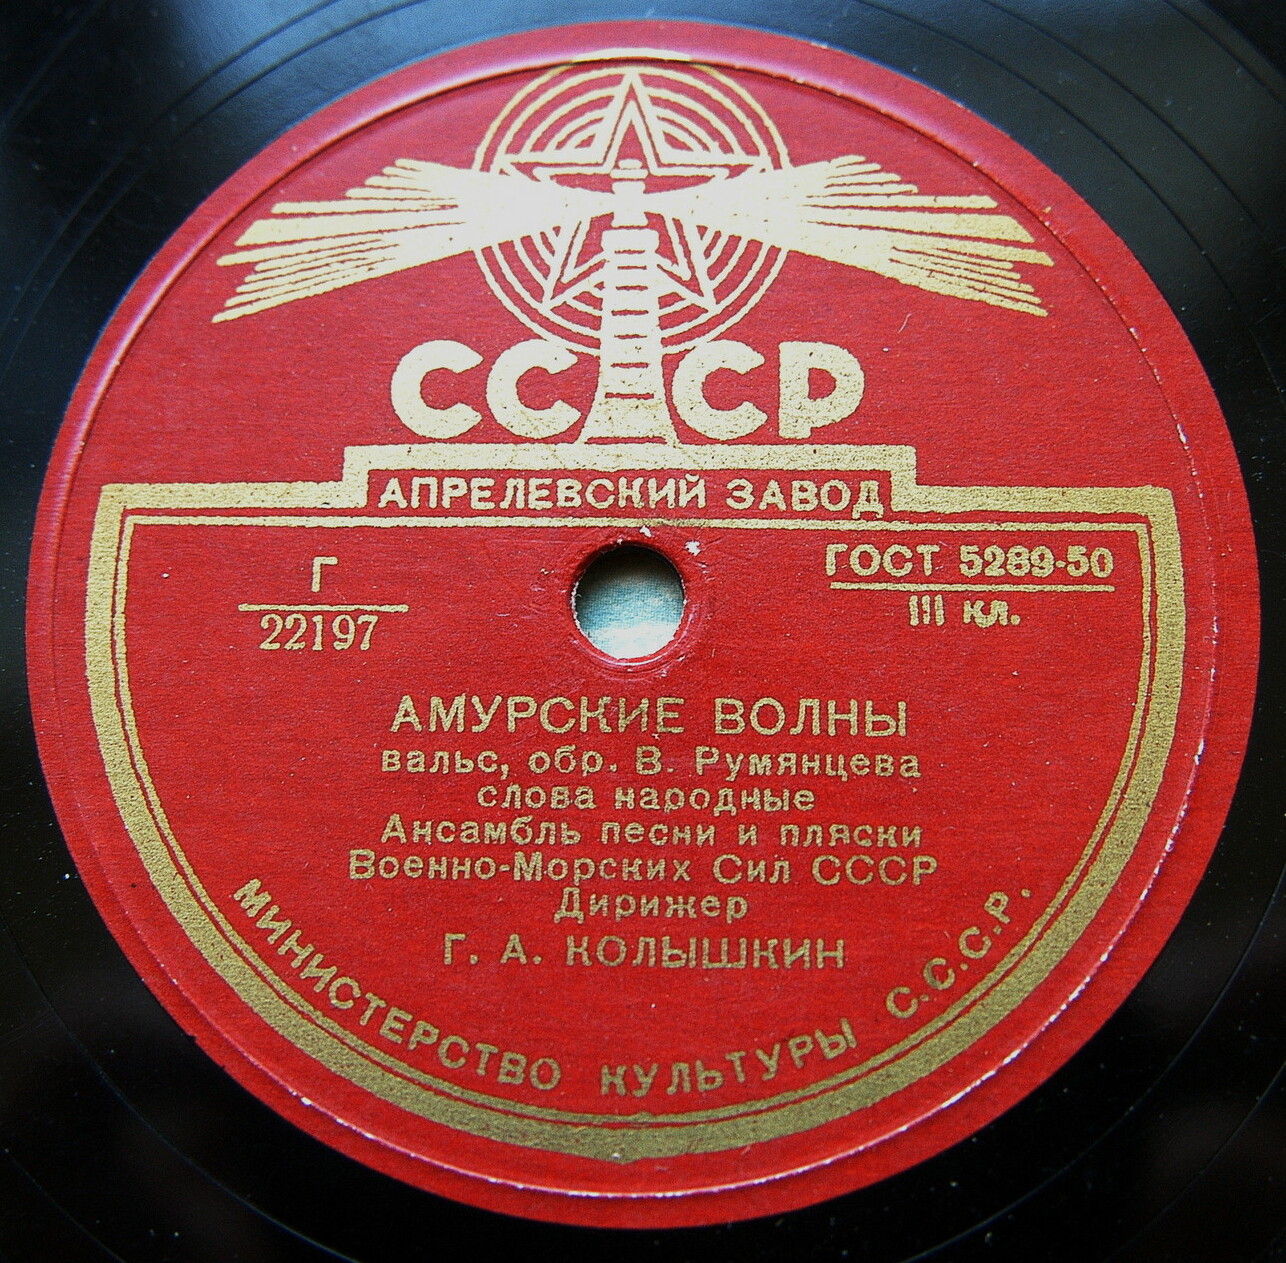 СССР
АПРЕЛЕВСКИЙ ЗАВОД
Г
22197
ГОСТ 5289-50
III кл.
АМУРСКИЕ ВОЛНЫ
вальс, обр. В. Румянцева
слова народные
Ансамбль песни и пляски
Военно-Морских Сил СССР
Дирижер
Г. А. КОЛЫШКИН
МИНИСТЕРСТВО КУЛЬТУРЫ С.С.С.Р.